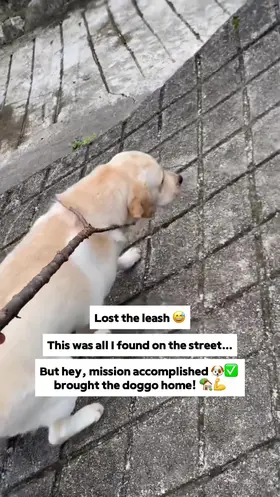 Lost the leash 😅
This was all I found on the street...
But hey, mission accomplished 🐶✅
brought the doggo home! 🏡💪